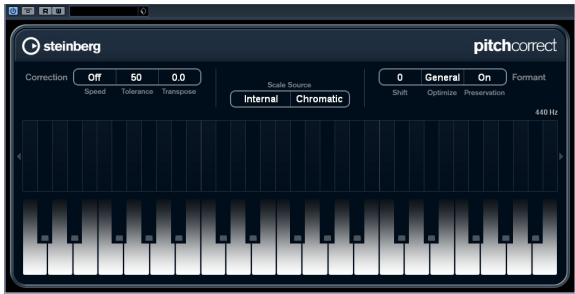 R W
steinberg pitchcorrect
Correction Off 50 0.0 0 General On Formant
Speed Tolerance Transpose Scale Source Shift Optimize Preservation
Internal Chromatic
440 Hz